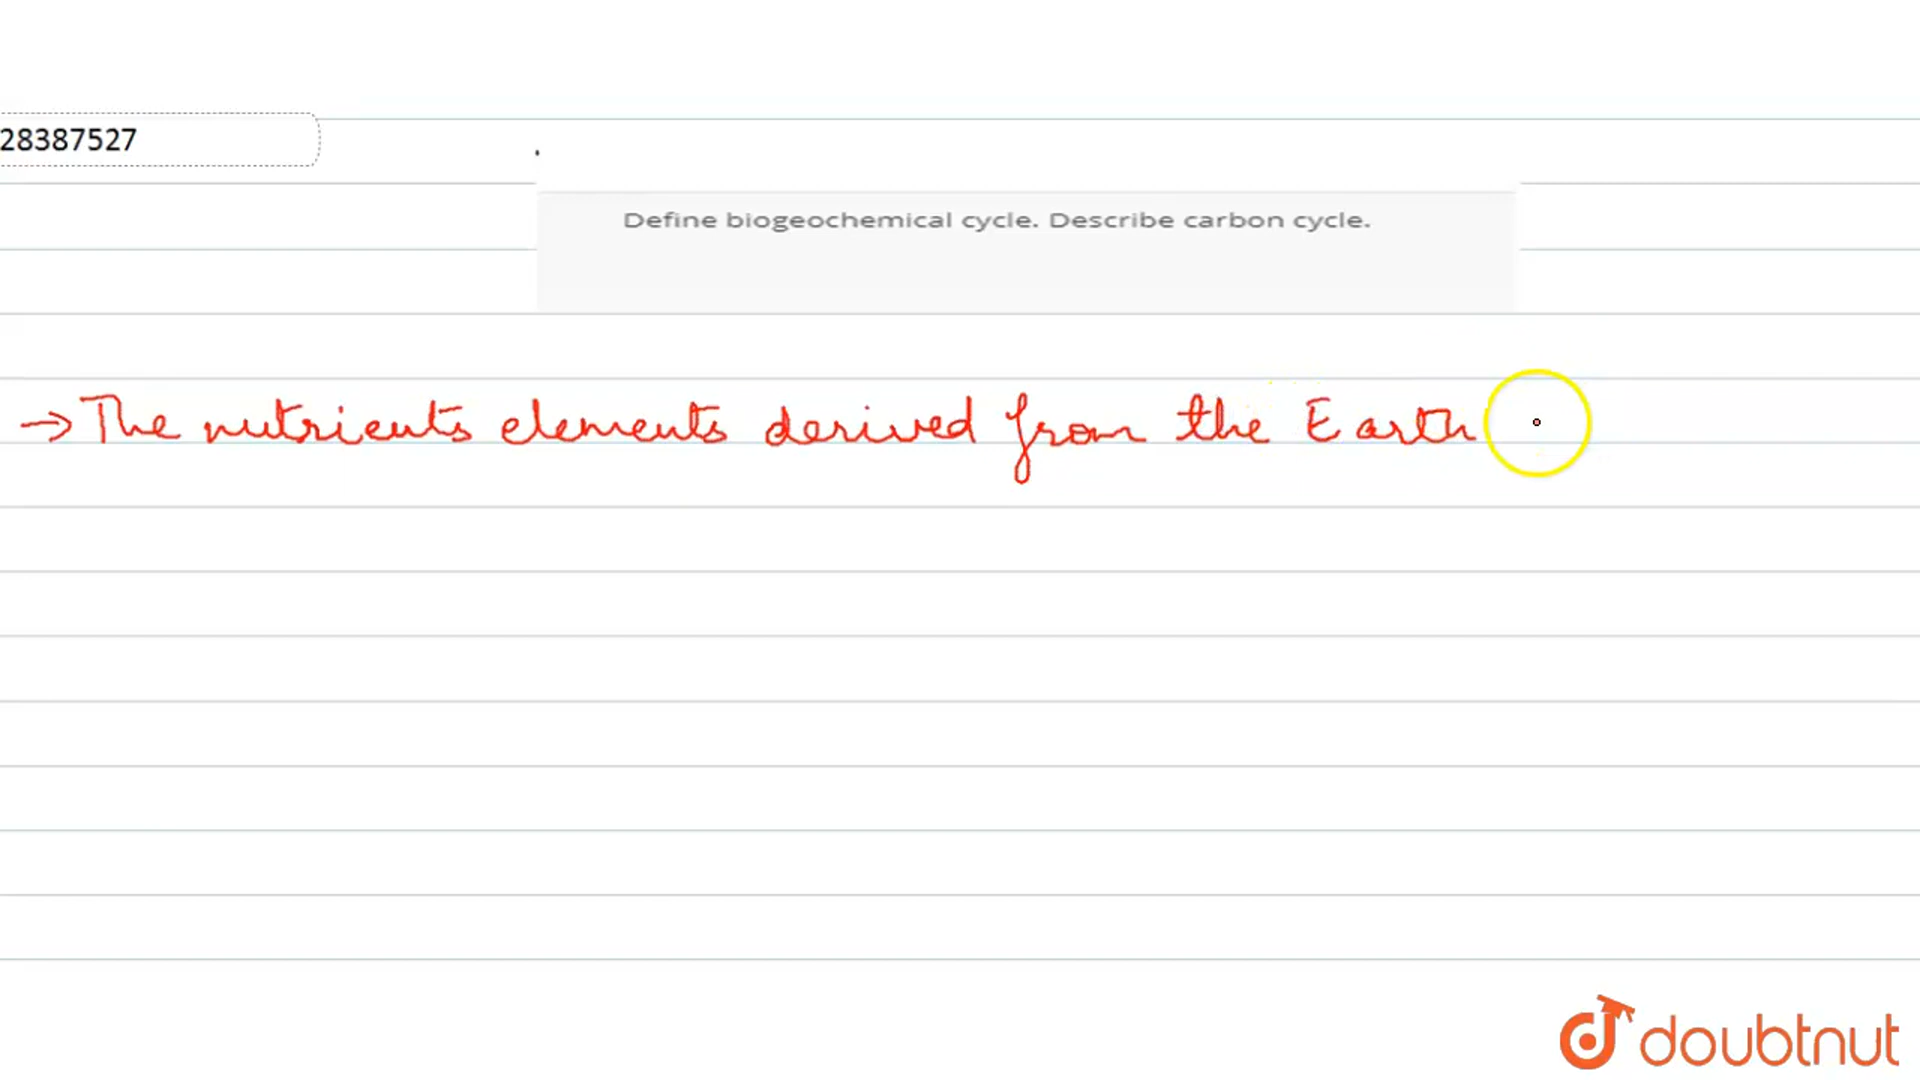 28387527
Define biogeochemical cycle. Describe carbon cycle.
→ The nutrients elements derived from the Earth
doubtnut